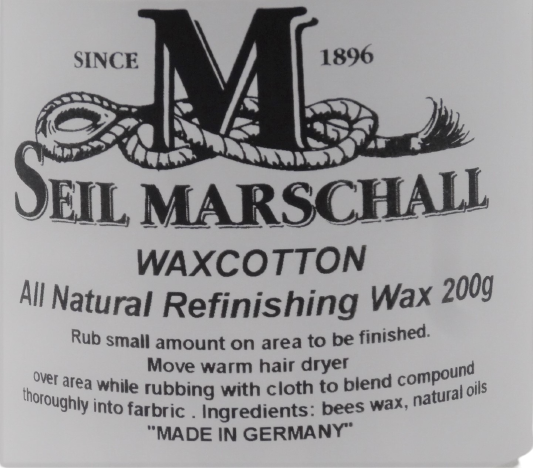 SINCE M 1896
SEIL MARSCHALL
WAXCOTTON
All Natural Refinishing Wax 200g
Rub small amount on area to be finished.
Move warm hair dryer
over area while rubbing with cloth to blend compound
thoroughly into farbric . Ingredients: bees wax, natural oils
"MADE IN GERMANY"